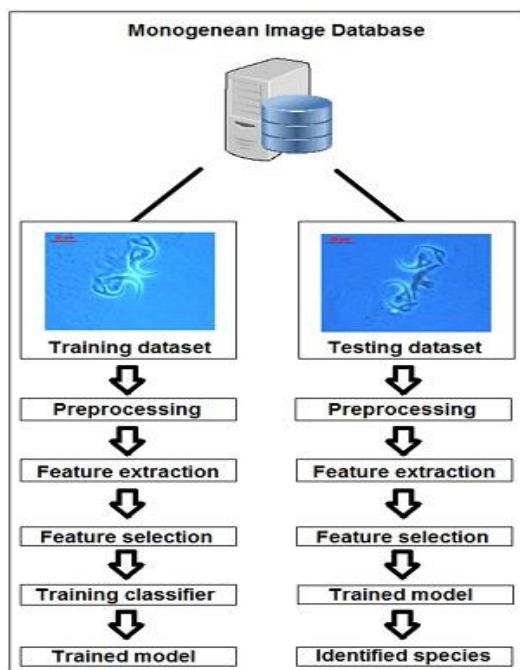 Monogenean Image Database
Training dataset
Preprocessing
Feature extraction
Feature selection
Training classifier
Trained model
Testing dataset
Preprocessing
Feature extraction
Feature selection
Trained model
Identified species